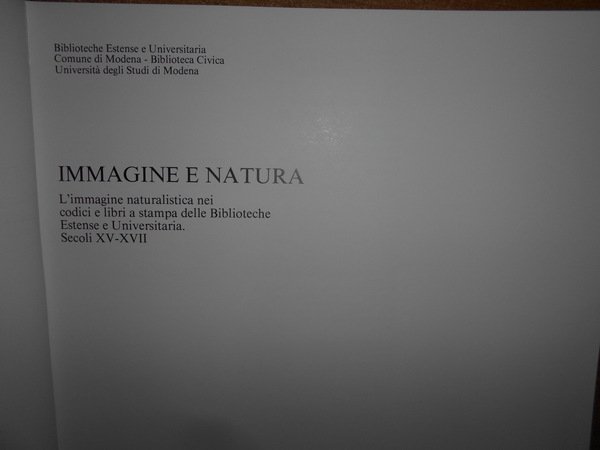 Biblioteche Estense e Universitaria
Comune di Modena - Biblioteca Civica
Università degli Studi di Modena
IMMAGINE E NATURA
L'immagine naturalistica nei
codici e libri a stampa delle Biblioteche
Estense e Universitaria.
Secoli XV-XVII